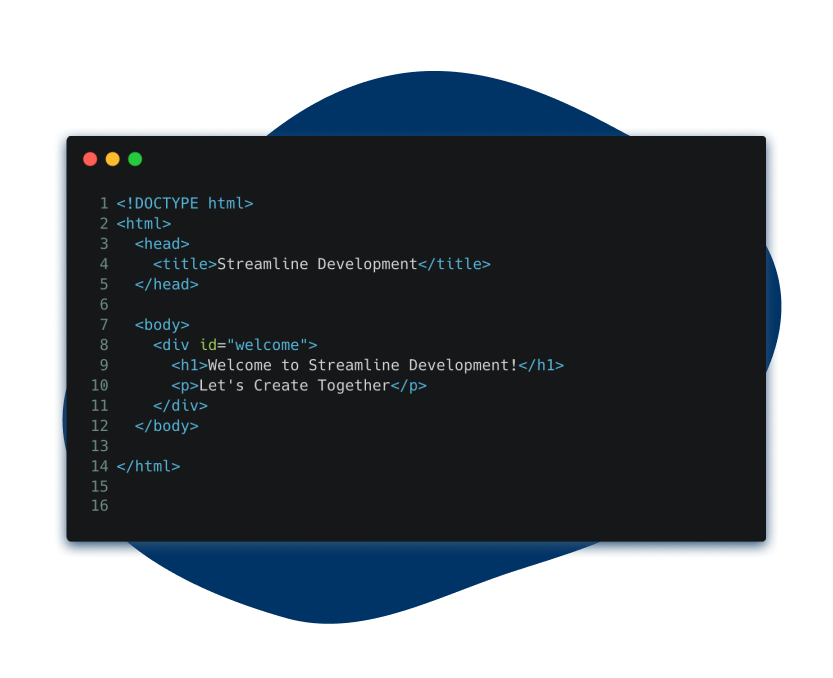 1 <!DOCTYPE html>
2 <html>
3   <head>
4     <title>Streamline Development</title>
5   </head>
6
7   <body>
8     <div id="welcome">
9       <h1>Welcome to Streamline Development!</h1>
10       <p>Let's Create Together</p>
11     </div>
12   </body>
13
14 </html>
15
16